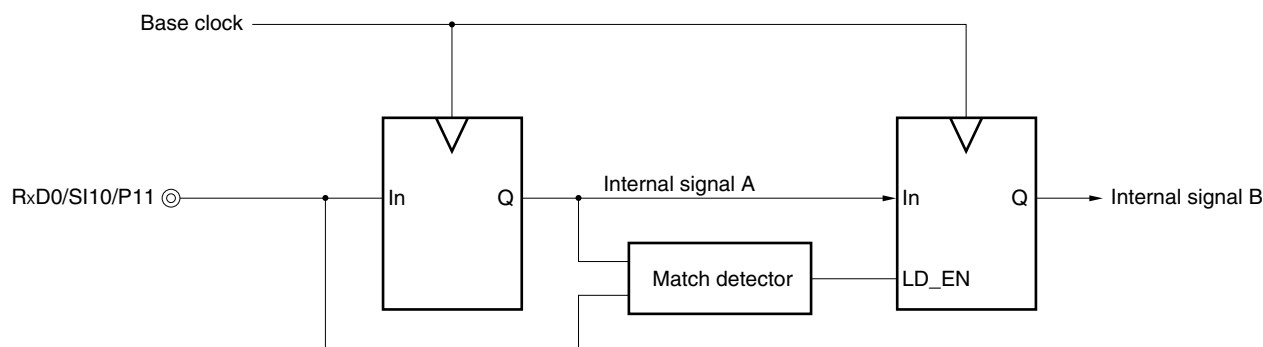 Base clock
RxD0/SI10/P11
In
Q
Internal signal A
In
Q
Internal signal B
Match detector
LD_EN